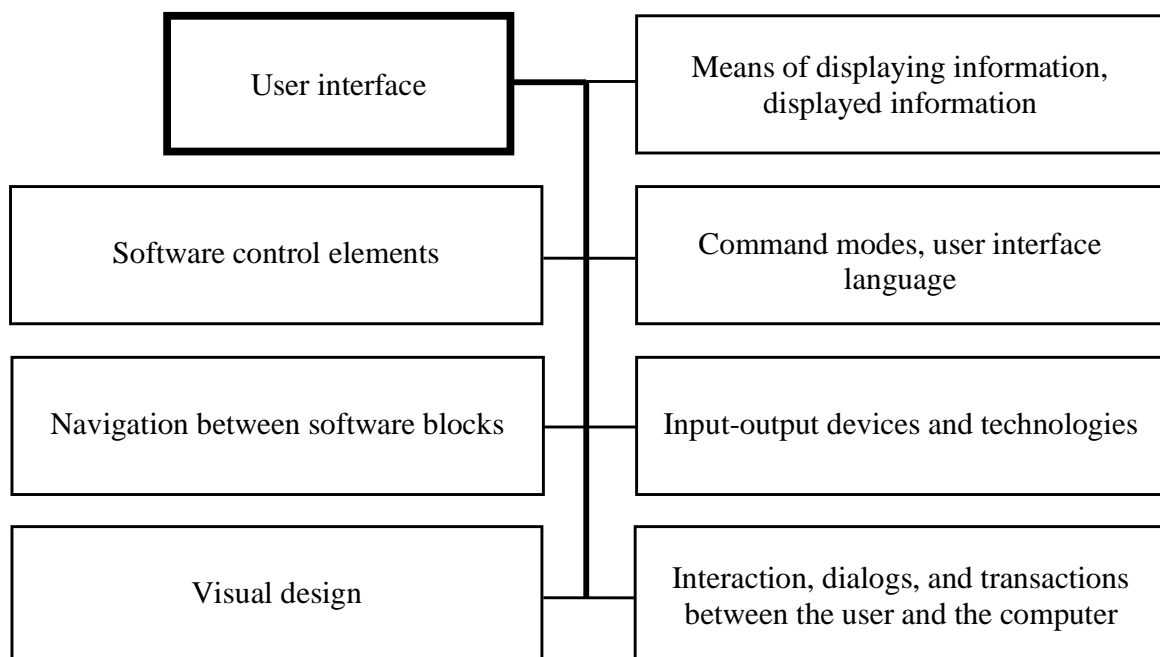 User interface
Means of displaying information,
displayed information
Software control elements
Command modes, user interface
language
Navigation between software blocks
Input-output devices and technologies
Visual design
Interaction, dialogs, and transactions
between the user and the computer